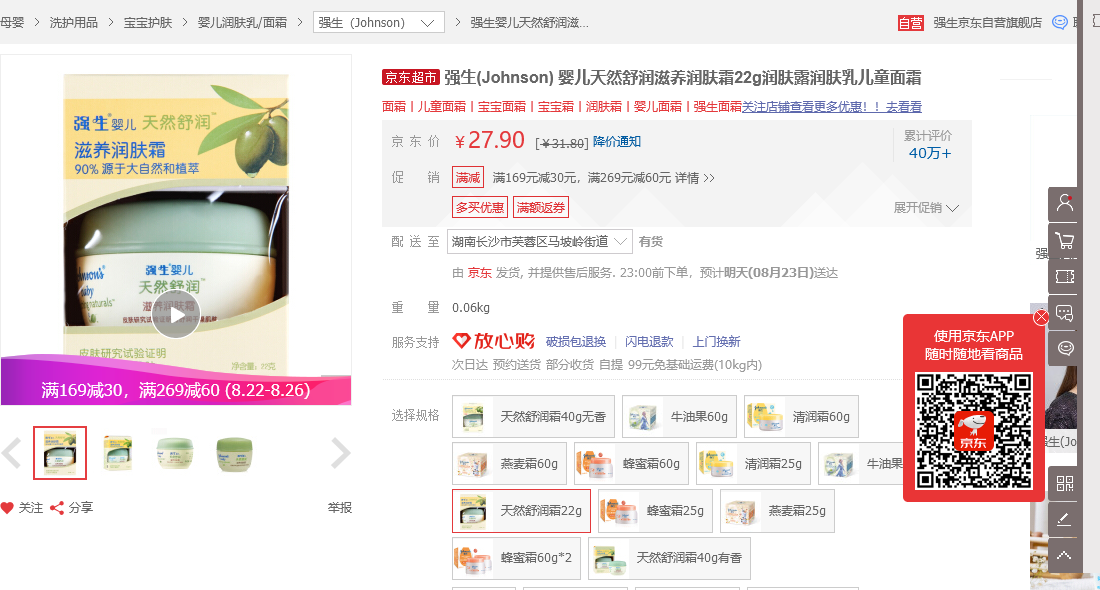 母婴 > 洗护用品 > 宝宝护肤 > 婴儿润肤乳/面霜 > 强生（Johnson） > 强生婴儿天然舒润滋...
自营 强生京东自营旗舰店
京东超市 强生(Johnson) 婴儿天然舒润滋养润肤霜22g润肤露润肤乳儿童面霜
面霜丨儿童面霜丨宝宝面霜丨宝宝霜丨润肤霜丨婴儿面霜丨强生面霜关注店铺查看更多优惠！！去看看
京东价 ￥27.90 [￥31.80] 降价通知
累计评价
40万+
促销 满减 满169元减30元，满269元减60元 详情 >>
多买优惠 满额返券
展开促销
配送至 湖南长沙市芙蓉区马坡岭街道 有货
由 京东 发货, 并提供售后服务. 23:00前下单，预计明天(08月23日)送达
重量 0.06kg
服务支持 放心购 破损包退换 闪电退款 上门换新
次日达 预约送货 部分收货 自提 99元免基础运费(10kg内)
选择规格 天然舒润霜40g无香 牛油果60g 清润霜60g
燕麦霜60g 蜂蜜霜60g 清润霜25g 牛油果
天然舒润霜22g 蜂蜜霜25g 燕麦霜25g
蜂蜜霜60g*2 天然舒润霜40g有香
强生®婴儿 天然舒润™
滋养润肤霜
90% 源于大自然和植萃
强生®婴儿
天然舒润™
滋养润肤霜
皮肤研究试验证明
净含量: 22克
满169减30，满269减60 (8.22-8.26)
关注 分享 举报
使用京东APP
随时随地看商品
京东
强
生(Jo